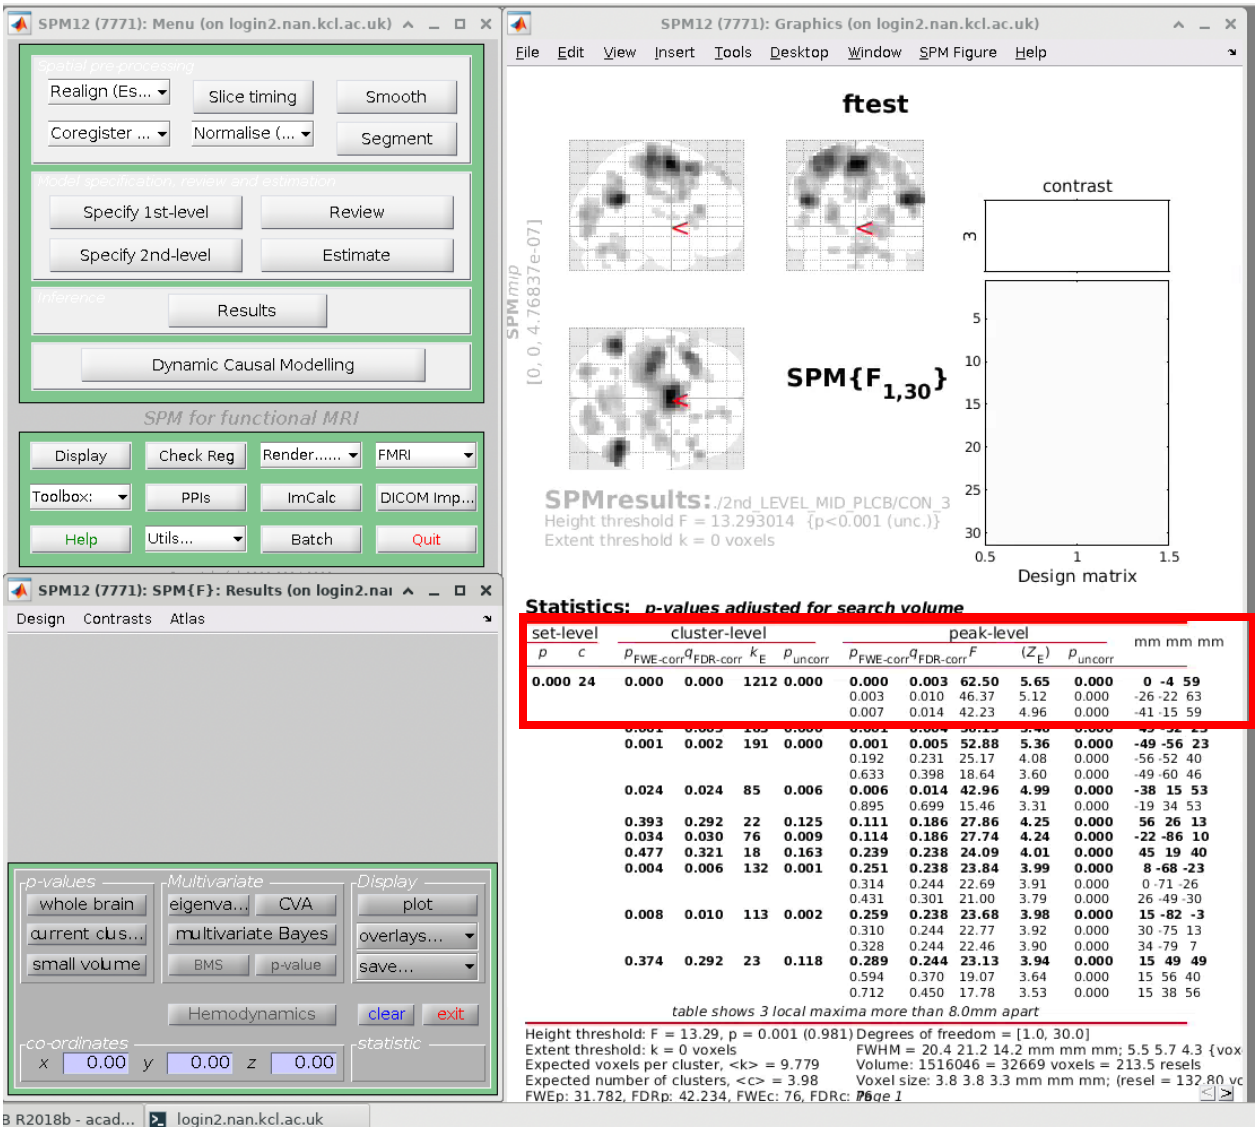 SPM12 (7771): Menu (on login2.nan.kcl.ac.uk)
Spatial pre-processing
Realign (Es...
Slice timing
Smooth
Coregister ...
Normalise (...
Segment
Model specification, review and estimation
Specify 1st-level
Review
Specify 2nd-level
Estimate
Inference
Results
Dynamic Causal Modelling
SPM for functional MRI
Display
Check Reg
Render......
FMRI
Toolbox:
PPIs
ImCalc
DICOM Imp...
Help
Utils...
Batch
Quit
SPM12 (7771): SPM{F}: Results (on login2.nai
Design Contrasts Atlas
p-values
whole brain
current clus...
small volume
Multivariate
eigenva...
CVA
multivariate Bayes
BMS
p-value
Display
plot
overlays...
save...
Hemodynamics
clear
exit
co-ordinates
x 0.00 y 0.00 z 0.00
statistic
B R2018b - acad...
login2.nan.kcl.ac.uk
SPM12 (7771): Graphics (on login2.nan.kcl.ac.uk)
File Edit View Insert Tools Desktop Window SPM Figure Help
ftest
SPMmip
[0, 0, 4.76837e-07]
<
<
<
contrast
3
5
10
15
20
25
30
0.5 1 1.5
Design matrix
SPM{F1,30}
SPMresults: ./2nd_LEVEL_MID_PLCB/CON_3
Height threshold F = 13.293014 {p<0.001 (unc.)}
Extent threshold k = 0 voxels
Statistics: p-values adjusted for search volume
set-level cluster-level peak-level mm mm mm
p c pFWE-corr qFDR-corr kE puncorr pFWE-corr qFDR-corr F (ZE) puncorr
0.000 24 0.000 0.000 1212 0.000 0.000 0.003 62.50 5.65 0.000 0 -4 59
0.003 0.010 46.37 5.12 0.000 -26 -22 63
0.007 0.014 42.23 4.96 0.000 -41 -15 59
0.001 0.002 191 0.000 0.001 0.005 52.88 5.36 0.000 -49 -56 23
0.192 0.231 25.17 4.08 0.000 -56 -52 40
0.633 0.398 18.64 3.60 0.000 -49 -60 46
0.024 0.024 85 0.006 0.006 0.014 42.96 4.99 0.000 -38 15 53
0.895 0.699 15.46 3.31 0.000 -19 34 53
0.393 0.292 22 0.125 0.111 0.186 27.86 4.25 0.000 56 26 13
0.034 0.030 76 0.009 0.114 0.186 27.74 4.24 0.000 -22 -86 10
0.477 0.321 18 0.163 0.239 0.238 24.09 4.01 0.000 45 19 40
0.004 0.006 132 0.001 0.251 0.238 23.84 3.99 0.000 8 -68 -23
0.314 0.244 22.69 3.91 0.000 0 -71 -26
0.431 0.301 21.00 3.79 0.000 26 -49 -30
0.008 0.010 113 0.002 0.259 0.238 23.68 3.98 0.000 15 -82 -3
0.310 0.244 22.77 3.92 0.000 30 -75 13
0.328 0.244 22.46 3.90 0.000 34 -79 7
0.374 0.292 23 0.118 0.289 0.244 23.13 3.94 0.000 15 49 49
0.594 0.370 19.07 3.64 0.000 15 56 40
0.712 0.450 17.78 3.53 0.000 15 38 56
table shows 3 local maxima more than 8.0mm apart
Height threshold: F = 13.29, p = 0.001 (0.981) Degrees of freedom = [1.0, 30.0]
Extent threshold: k = 0 voxels FWHM = 20.4 21.2 14.2 mm mm mm; 5.5 5.7 4.3 {vox
Expected voxels per cluster, <k> = 9.779 Volume: 1516046 = 32669 voxels = 213.5 resels
Expected number of clusters, <c> = 3.98 Voxel size: 3.8 3.8 3.3 mm mm mm; (resel = 132.80 vo
FWEp: 31.782, FDRp: 42.234, FWEc: 76, FDRc: 76
Page 1
< >